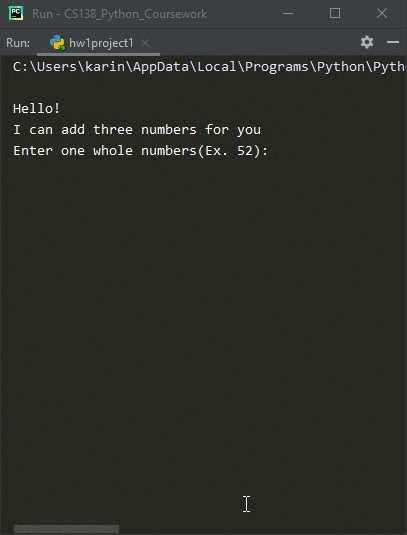 PC
Run - CS138_Python_Coursework
Run:
hw1project1
C:\Users\karin\AppData\Local\Programs\Python\Pyth
Hello!
I can add three numbers for you
Enter one whole numbers(Ex. 52):